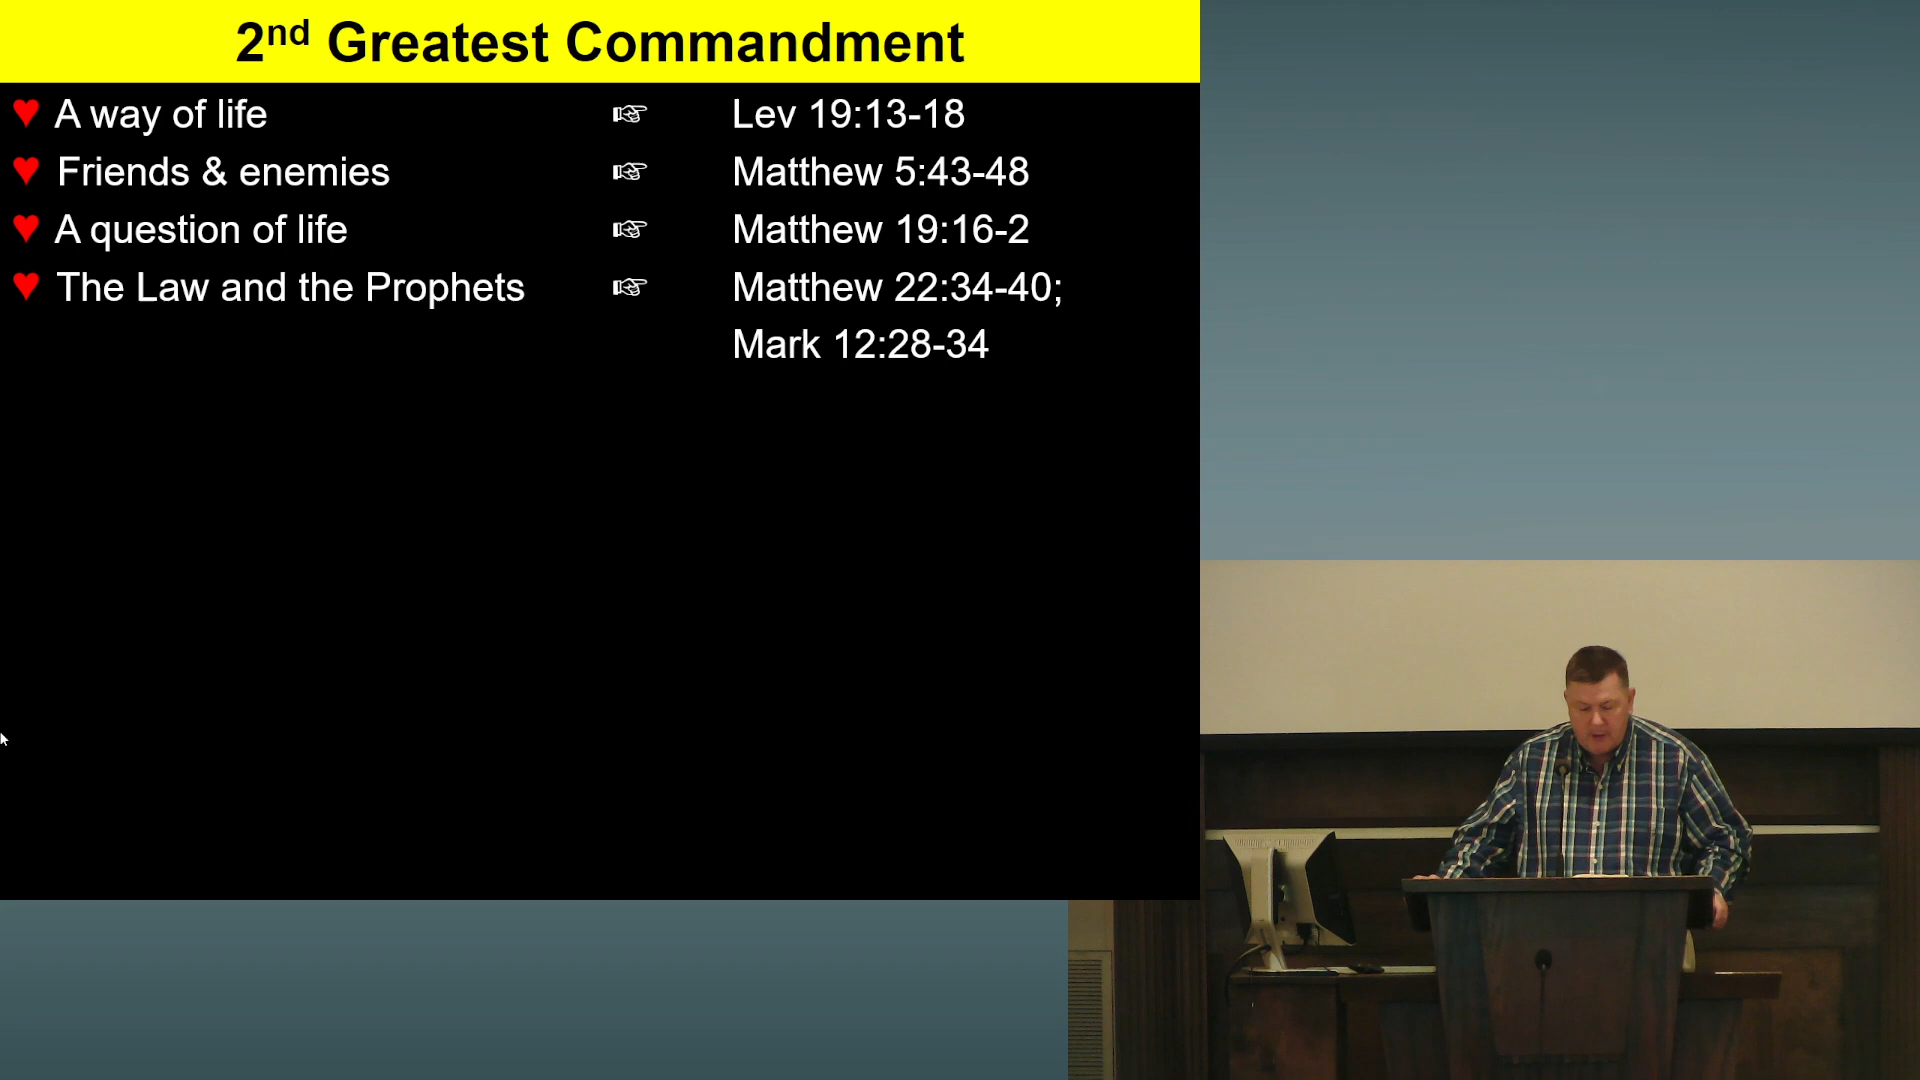 2nd Greatest Commandment
♥ A way of life ☞ Lev 19:13-18
♥ Friends & enemies ☞ Matthew 5:43-48
♥ A question of life ☞ Matthew 19:16-2
♥ The Law and the Prophets ☞ Matthew 22:34-40;
Mark 12:28-34